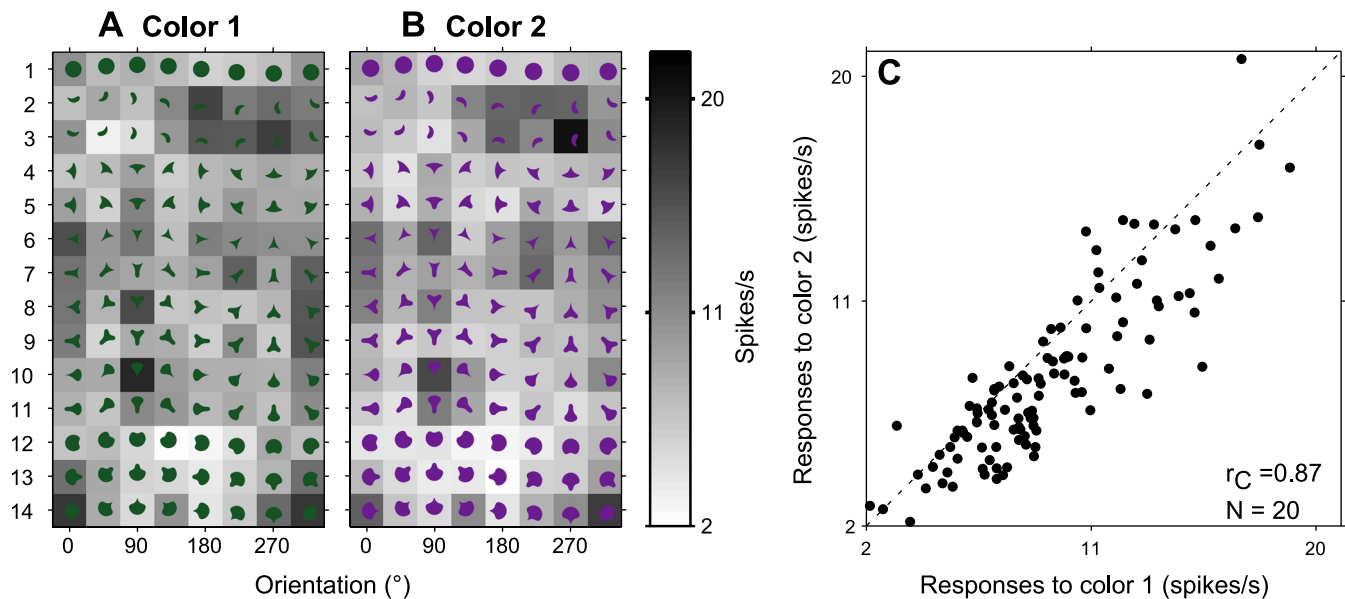 A Color 1
B Color 2
1
2
3
4
5
6
7
8
9
10
11
12
13
14
0 90 180 270
0 90 180 270
Orientation (°)
20
11
2
Spikes/s
C
20
11
2
Responses to color 2 (spikes/s)
rC =0.87
N = 20
2 11 20
Responses to color 1 (spikes/s)